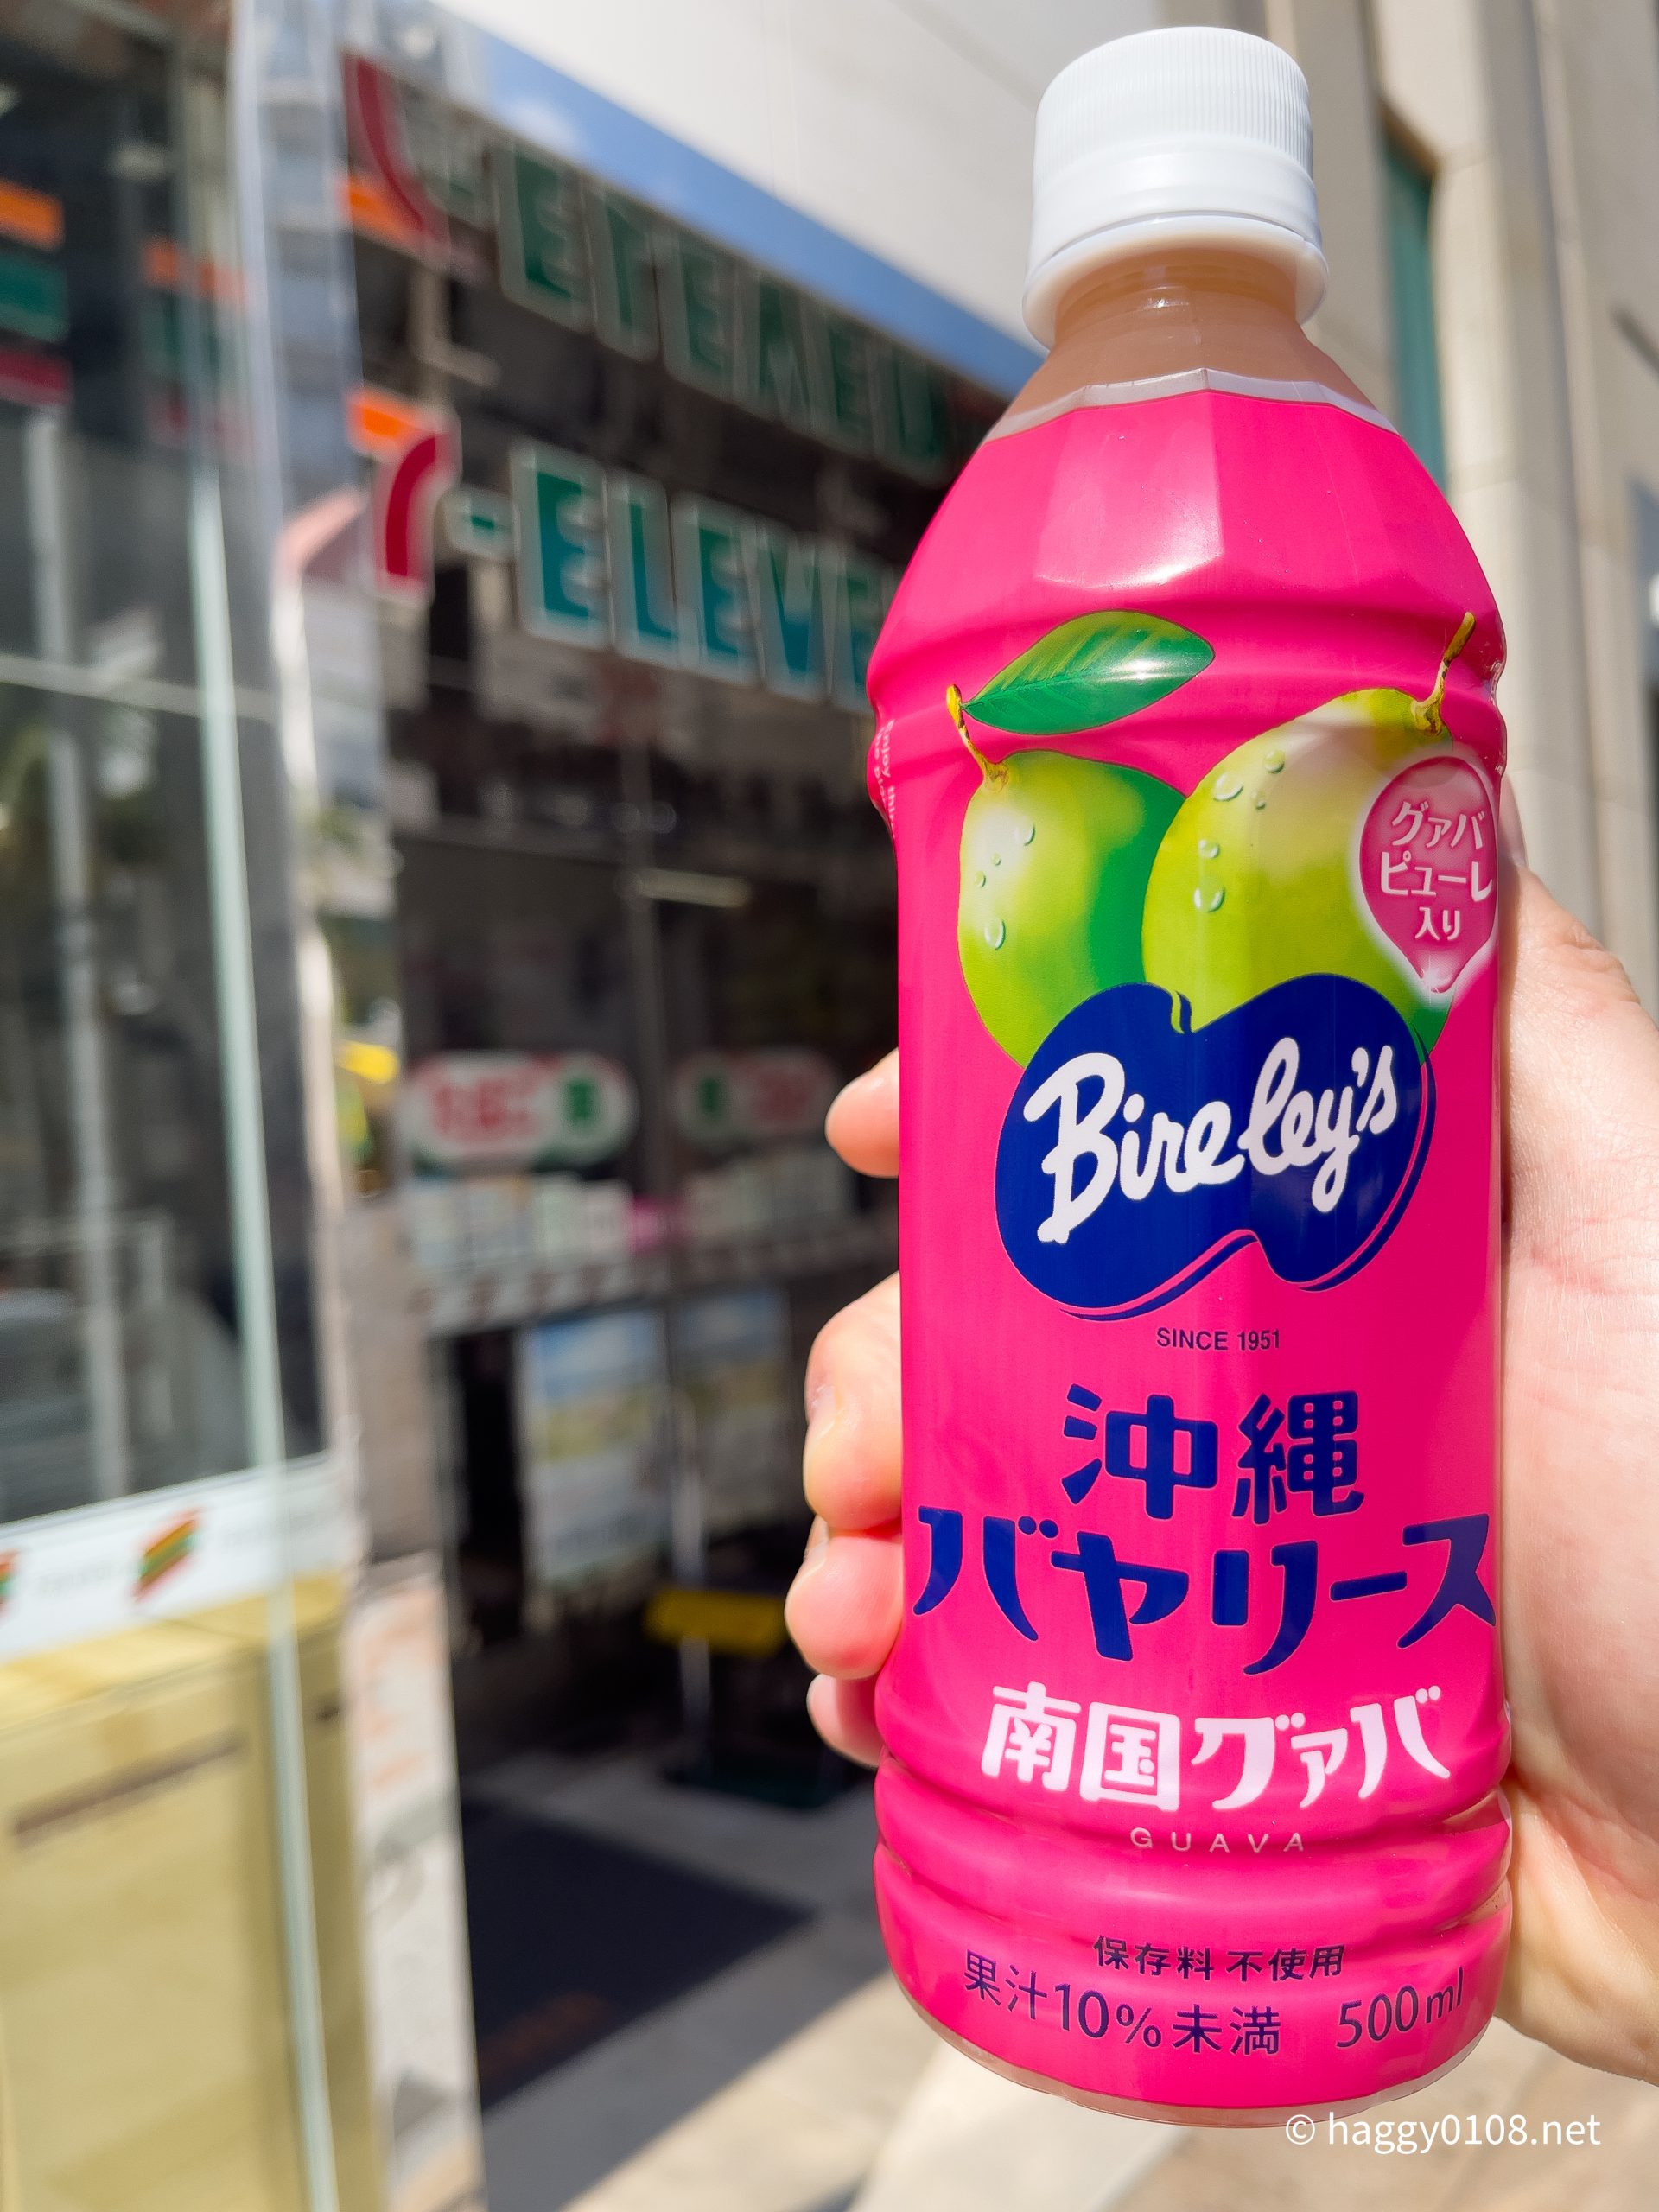 -ELEVE
グァバ
ピューレ
入り
Bireley's
SINCE 1951
沖縄
バヤリース
南国グァバ
GUAVA
保存料 不使用
果汁10%未満 500ml
© haggy0108.net